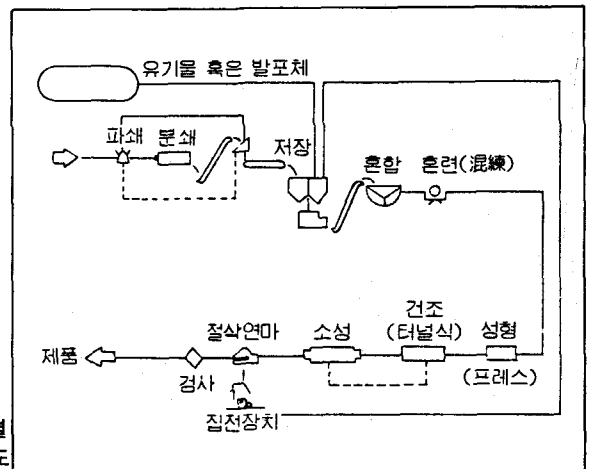 유기물 혹은 발포체
파쇄 분쇄
저장
혼합 혼련(混練)
건조
(터널식)
성형
(프레스)
소성
절삭연마
제품
검사
집전장치
도